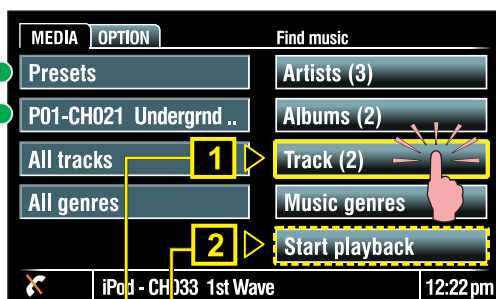 MEDIA OPTION Find music
Presets Artists (3)
P01-CH021 Undergrnd .. Albums (2)
All tracks 1 Track (2)
All genres Music genres
2 Start playback
iPod - CH033 1st Wave 12:22 pm